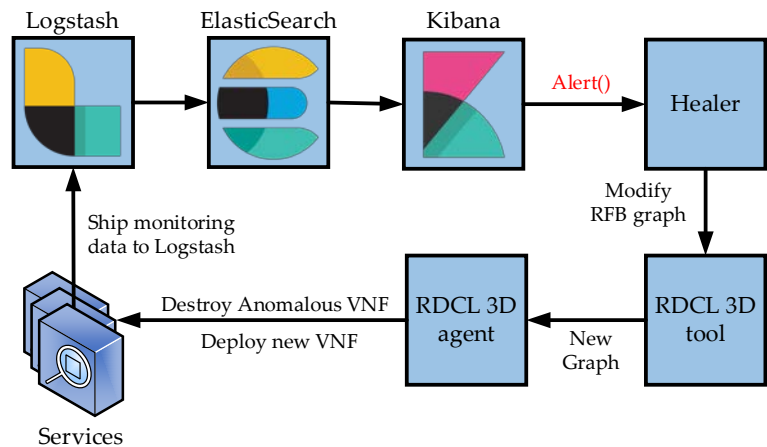 Logstash
ElasticSearch
Kibana
Alert()
Healer
Modify
RFB graph
Ship monitoring
data to Logstash
Destroy Anomalous VNF
Deploy new VNF
RDCL 3D
agent
New
Graph
RDCL 3D
tool
Services